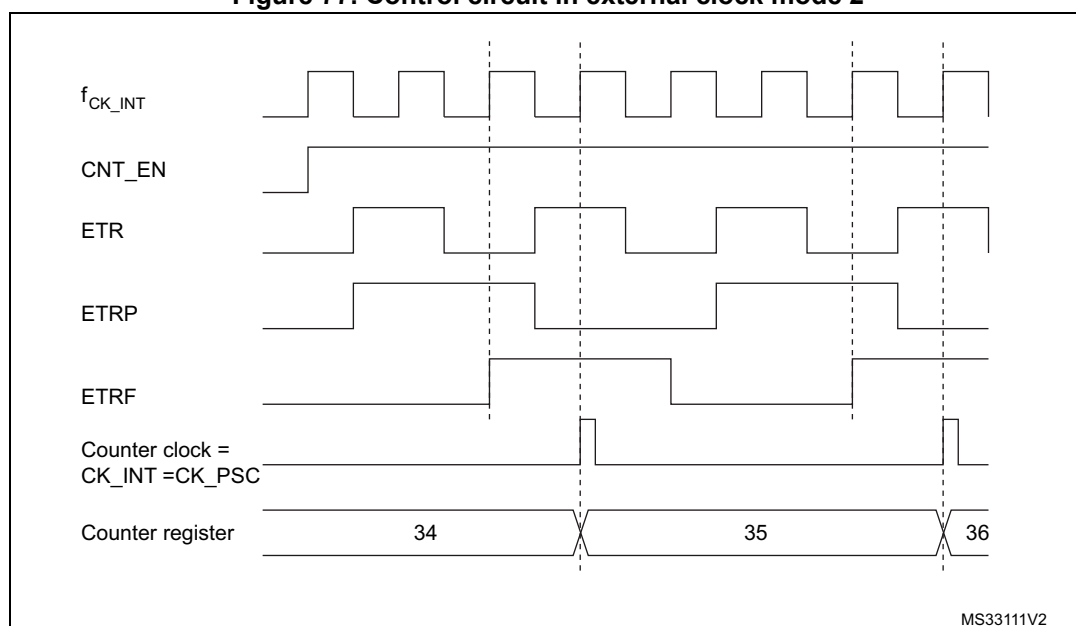 Figure 77. Control circuit in external clock mode 2
fCK_INT
CNT_EN
ETR
ETRP
ETRF
Counter clock =
CK_INT =CK_PSC
Counter register
34
35
36
MS33111V2